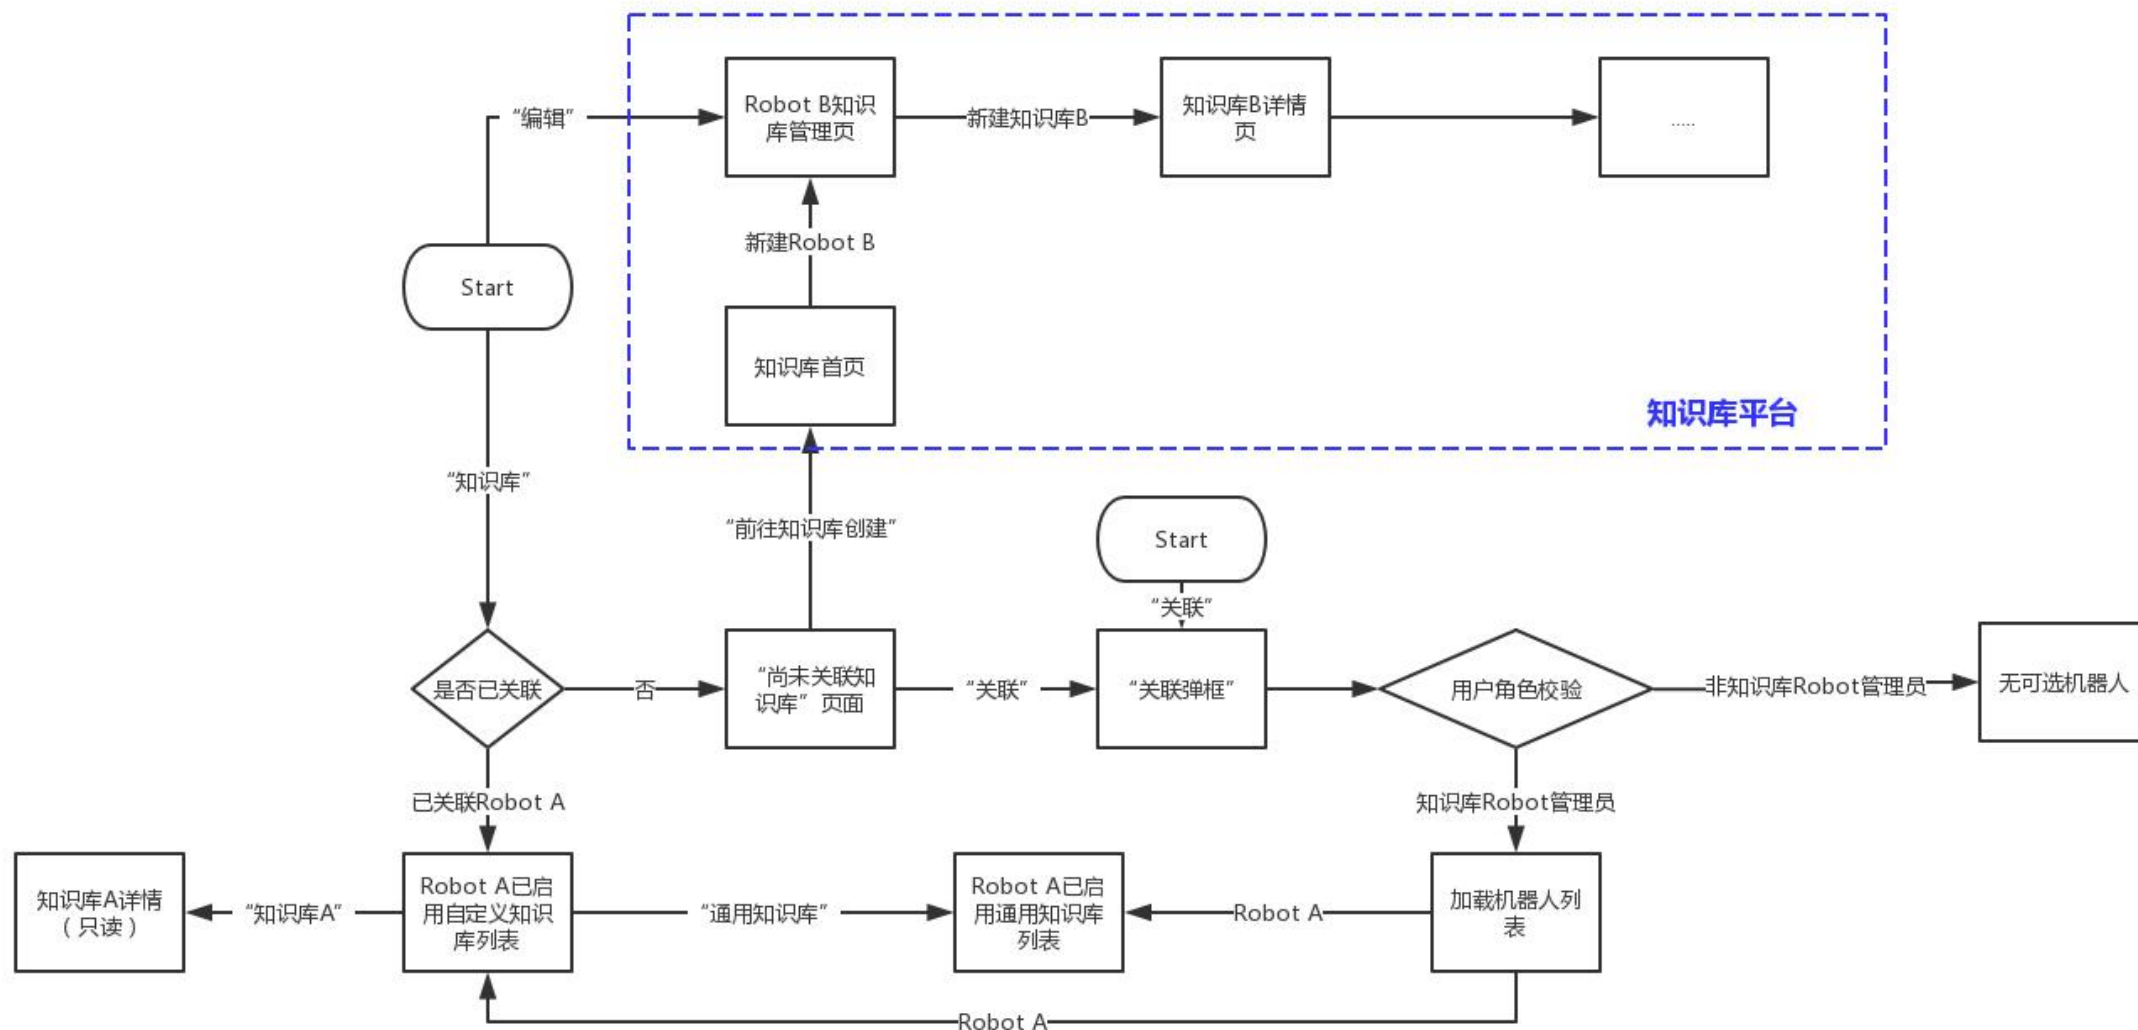 “编辑”
Robot B知识
库管理页
新建知识库B
知识库B详情
页
.....
新建Robot B
Start
知识库首页
知识库平台
“知识库”
“前往知识库创建”
Start
“关联”
是否已关联
否
“尚未关联知
识库”页面
“关联”
“关联弹框”
用户角色校验
非知识库Robot管理员
无可选机器人
已关联Robot A
知识库Robot管理员
知识库A详情
（只读）
“知识库A”
Robot A已启
用自定义知识
库列表
“通用知识库”
Robot A已启
用通用知识库
列表
Robot A
加载机器人列
表
Robot A